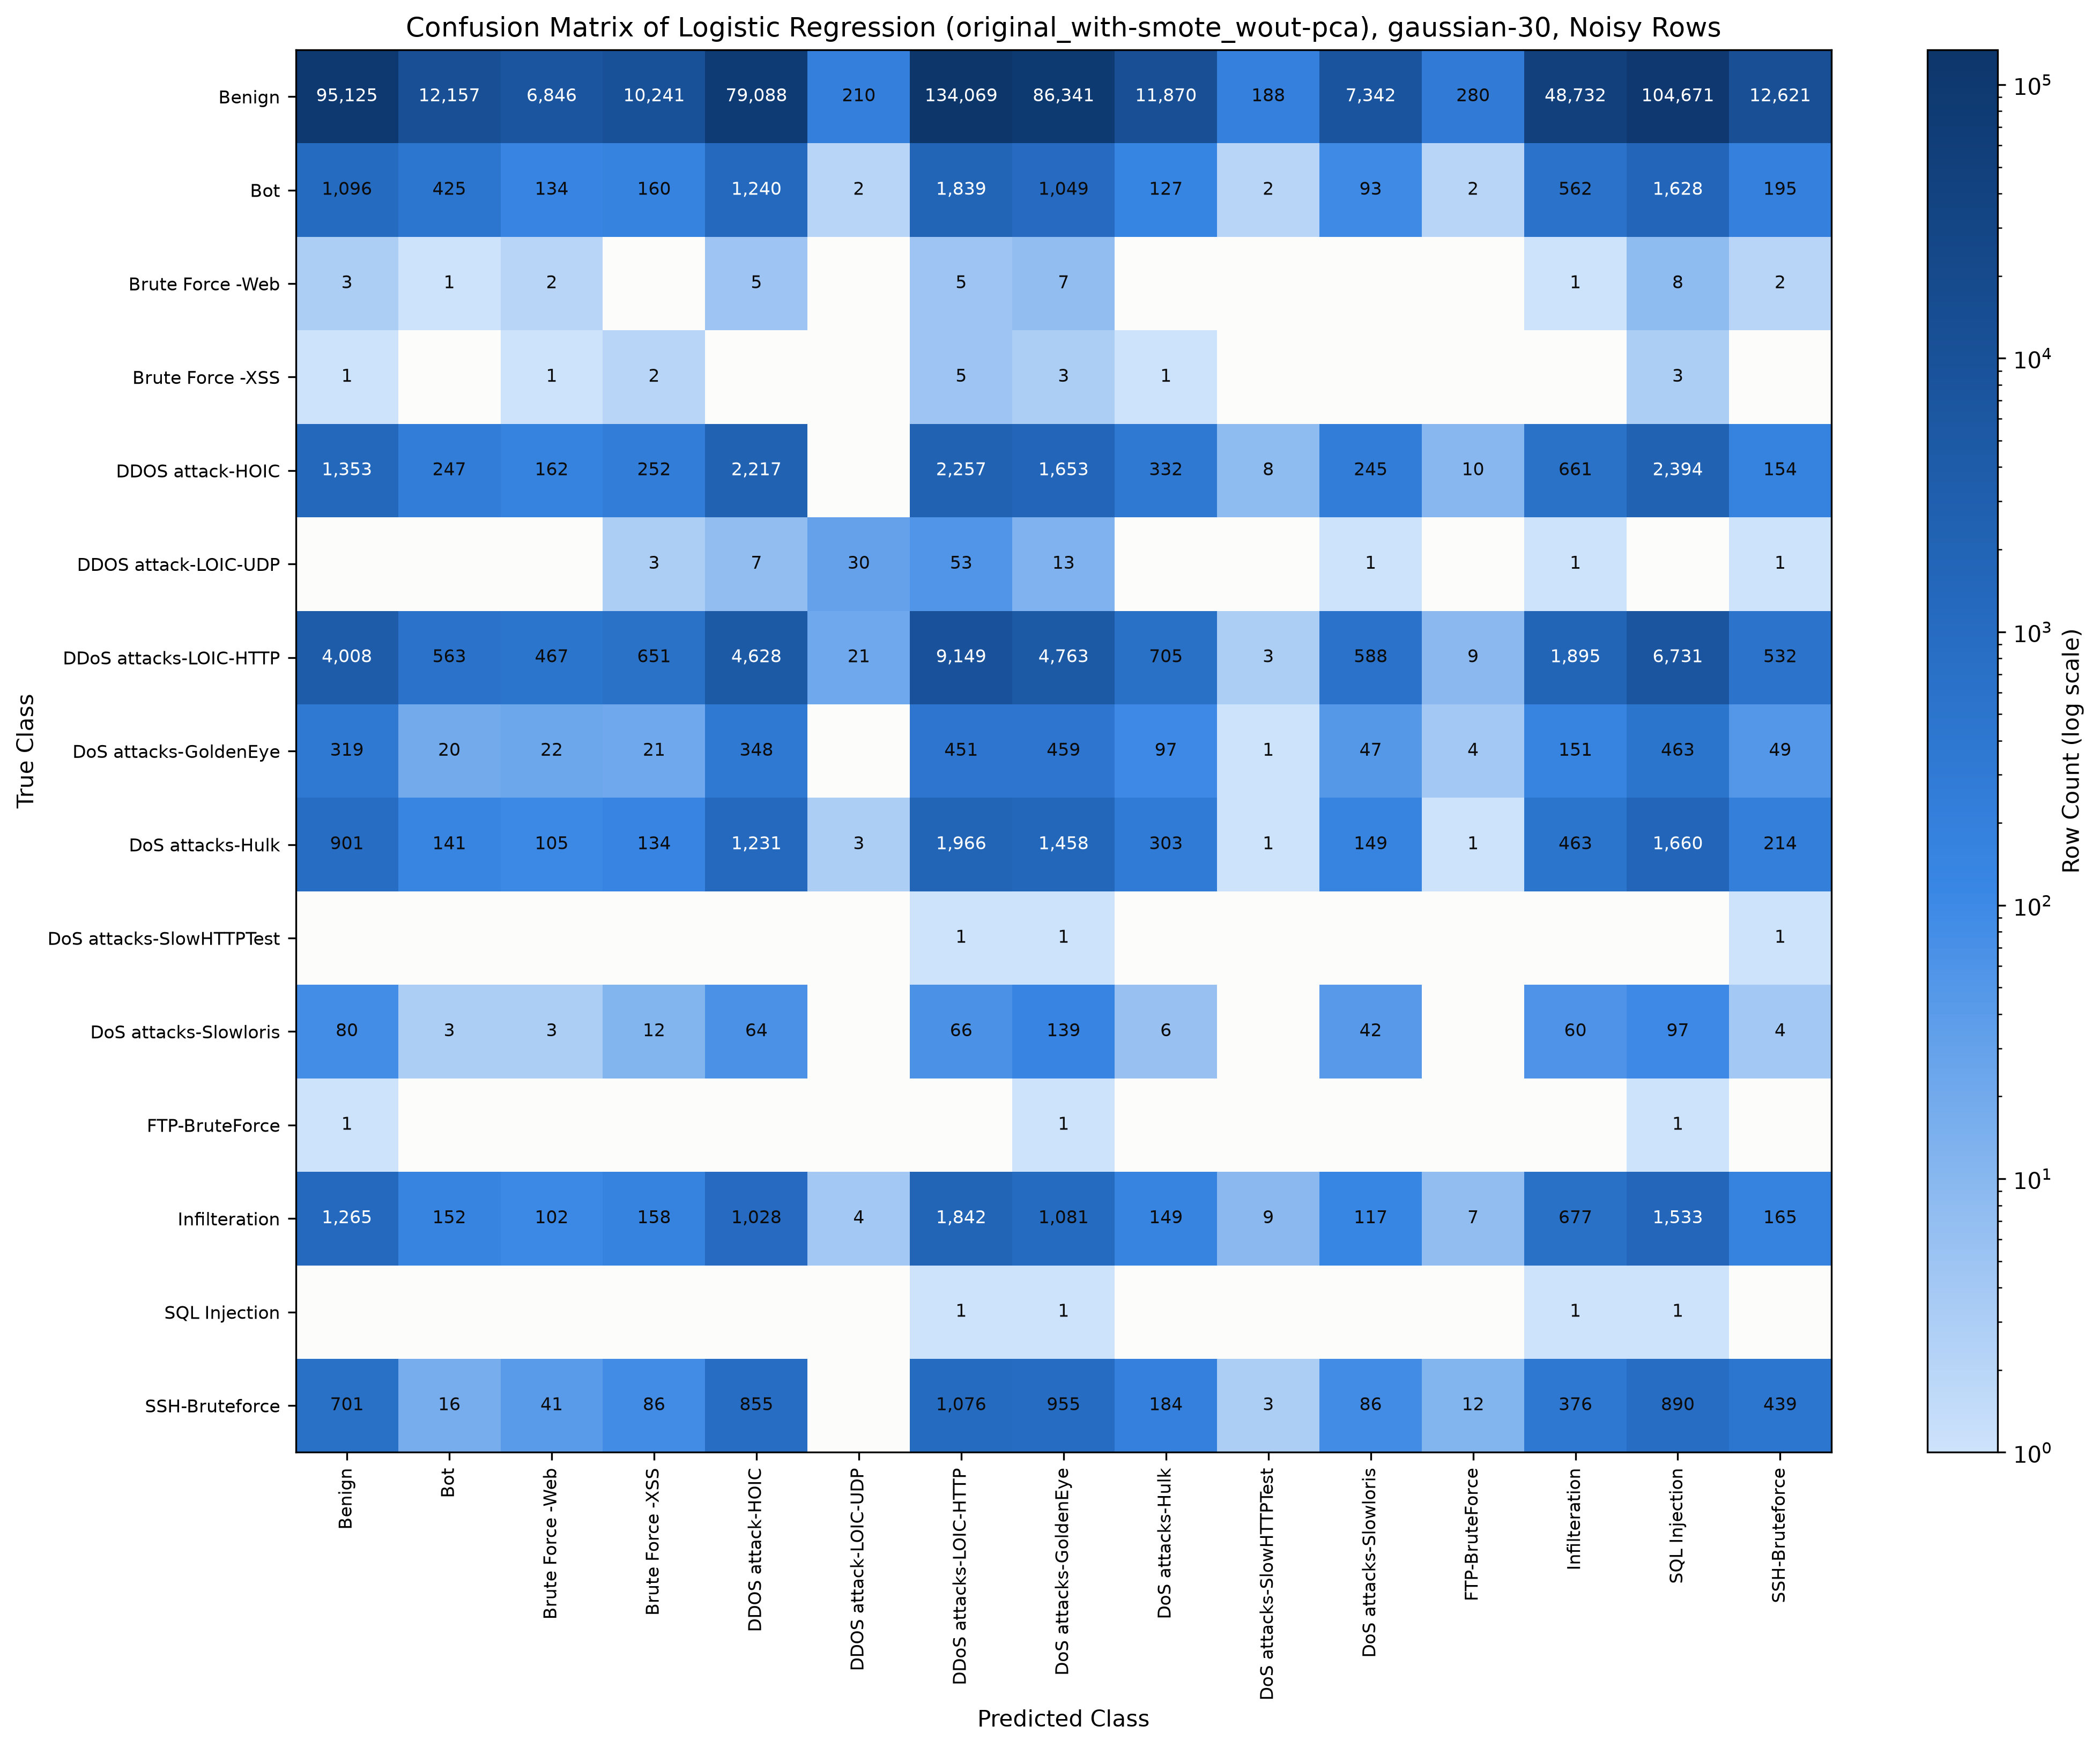 Confusion Matrix of Logistic Regression (original_with-smote_wout-pca), gaussian-30, Noisy Rows
True Class
Benign 95,125 12,157 6,846 10,241 79,088 210 134,069 86,341 11,870 188 7,342 280 48,732 104,671 12,621
Bot 1,096 425 134 160 1,240 2 1,839 1,049 127 2 93 2 562 1,628 195
Brute Force -Web 3 1 2 5 5 7 1 8 2
Brute Force -XSS 1 1 2 5 3 1 3
DDOS attack-HOIC 1,353 247 162 252 2,217 2,257 1,653 332 8 245 10 661 2,394 154
DDOS attack-LOIC-UDP 3 7 30 53 13 1 1 1
DDoS attacks-LOIC-HTTP 4,008 563 467 651 4,628 21 9,149 4,763 705 3 588 9 1,895 6,731 532
DoS attacks-GoldenEye 319 20 22 21 348 451 459 97 1 47 4 151 463 49
DoS attacks-Hulk 901 141 105 134 1,231 3 1,966 1,458 303 1 149 1 463 1,660 214
DoS attacks-SlowHTTPTest 1 1 1
DoS attacks-Slowloris 80 3 3 12 64 66 139 6 42 60 97 4
FTP-BruteForce 1 1 1
Infilteration 1,265 152 102 158 1,028 4 1,842 1,081 149 9 117 7 677 1,533 165
SQL Injection 1 1 1 1
SSH-Bruteforce 701 16 41 86 855 1,076 955 184 3 86 12 376 890 439
Benign
Bot
Brute Force -Web
Brute Force -XSS
DDOS attack-HOIC
DDOS attack-LOIC-UDP
DDoS attacks-LOIC-HTTP
DoS attacks-GoldenEye
DoS attacks-Hulk
DoS attacks-SlowHTTPTest
DoS attacks-Slowloris
FTP-BruteForce
Infilteration
SQL Injection
SSH-Bruteforce
Predicted Class
10⁵
10⁴
10³
10²
10¹
10⁰
Row Count (log scale)